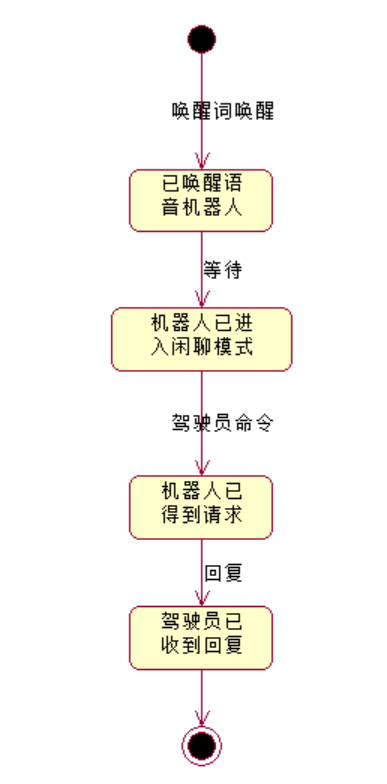 唤醒词唤醒
已唤醒语
音机器人
等待
机器人已进
入闲聊模式
驾驶员命令
机器人已
得到请求
回复
驾驶员已
收到回复